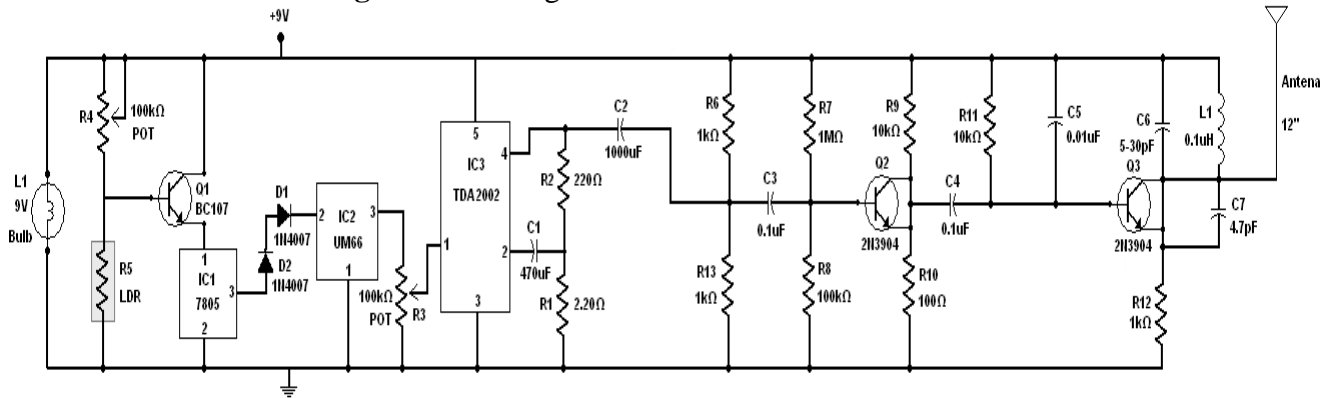 +9V
Antena
12"
L1
9V
Bulb
R4
100kΩ
POT
Q1
BC107
R5
LDR
1
IC1
7805
3
2
D1
1N4007
D2
1N4007
2
IC2
UM66
3
1
100kΩ
POT
R3
5
4
IC3
TDA2002
1
2
3
C1
470uF
R2
220Ω
R1
2.20Ω
C2
1000uF
R6
1kΩ
R13
1kΩ
C3
0.1uF
R7
1MΩ
R8
100kΩ
Q2
2N3904
R9
10kΩ
R10
100Ω
C4
0.1uF
R11
10kΩ
C5
0.01uF
C6
5-30pF
Q3
2N3904
L1
0.1uH
C7
4.7pF
R12
1kΩ